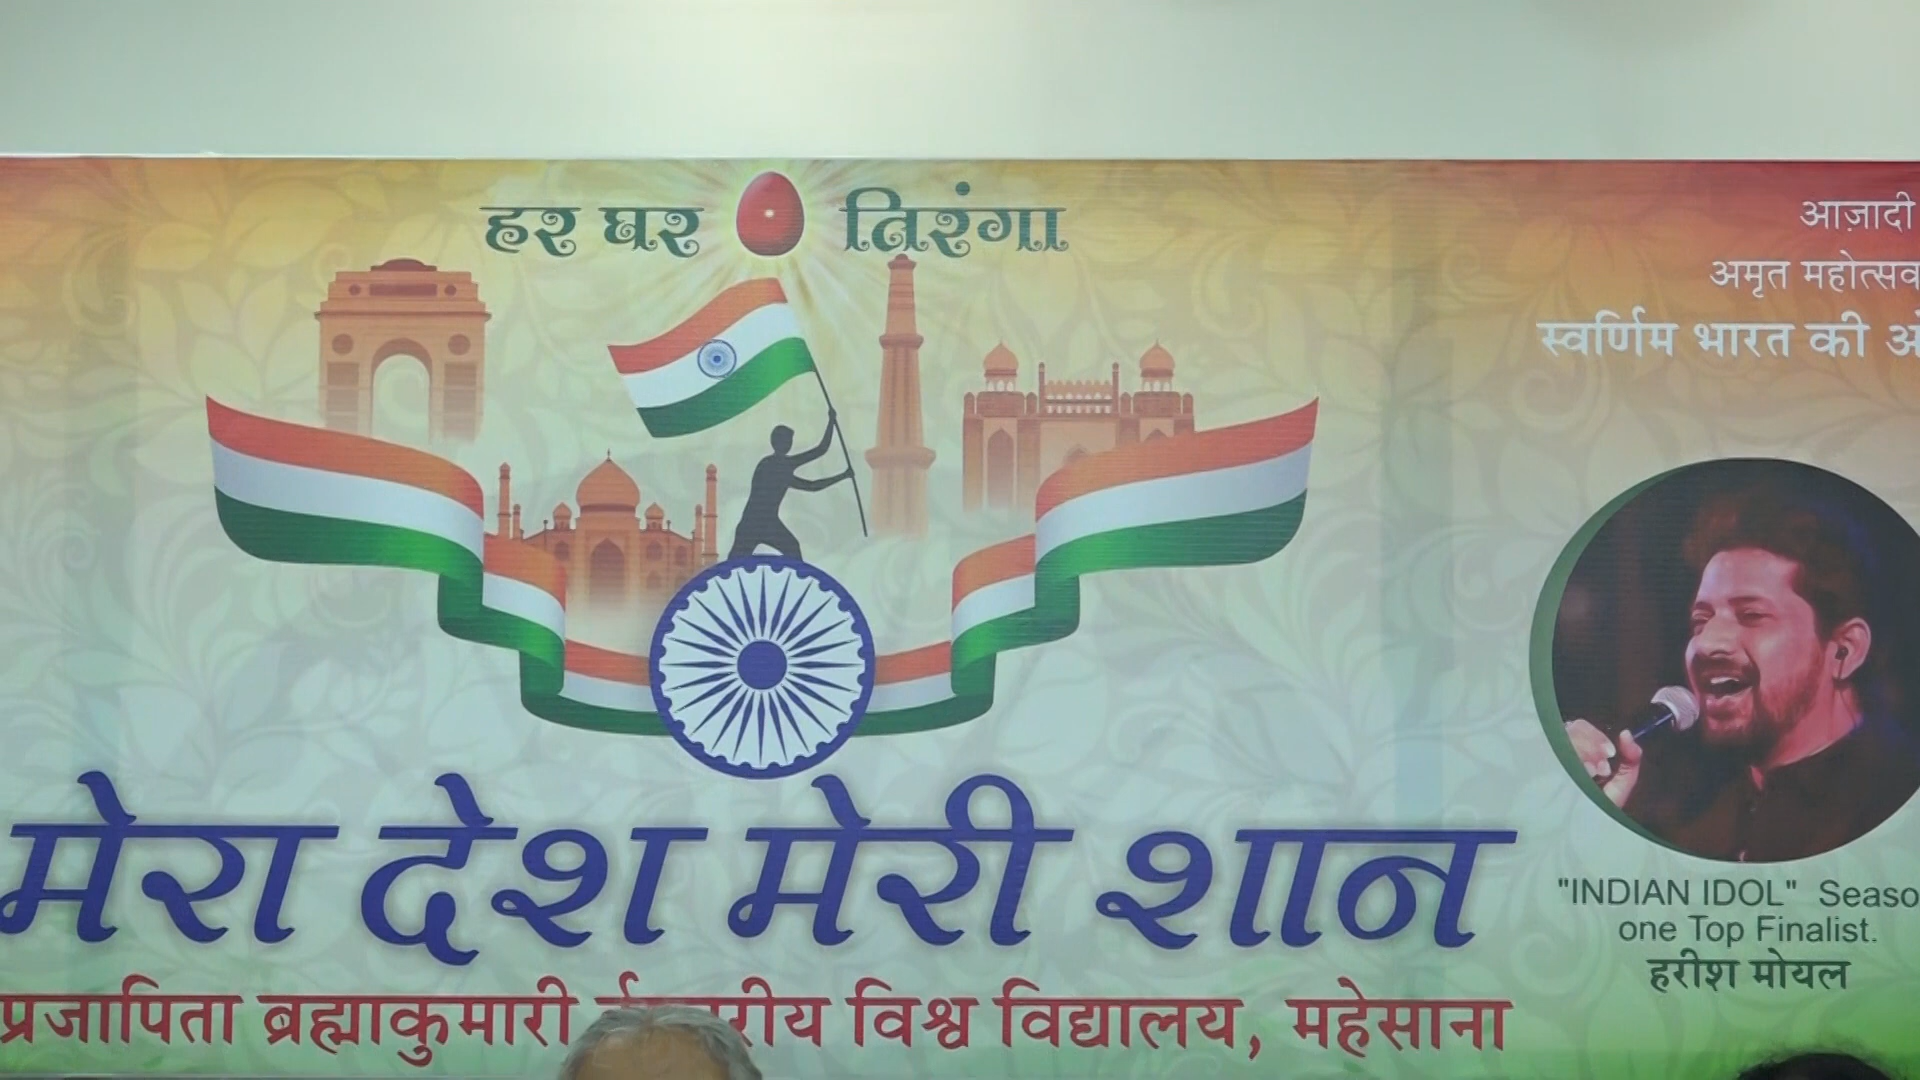 हर घर तिरंगा
आज़ादी
अमृत महोत्सव
स्वर्णिम भारत की
मेरा देश मेरी शान
"INDIAN IDOL" Seaso
one Top Finalist.
हरीश मोयल
प्रजापिता ब्रह्माकुमारी विश्व विद्यालय, महेसाना